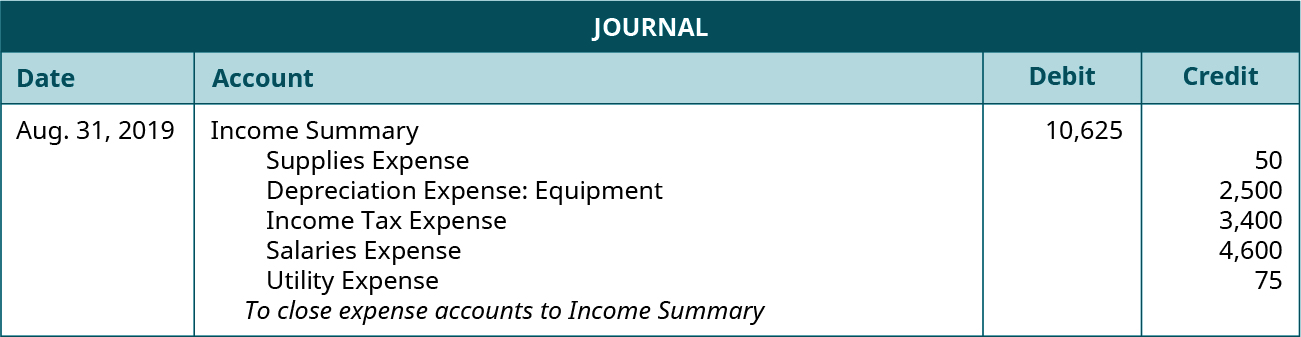 JOURNAL
Date Account Debit Credit
Aug. 31, 2019 Income Summary 10,625
Supplies Expense 50
Depreciation Expense: Equipment 2,500
Income Tax Expense 3,400
Salaries Expense 4,600
Utility Expense 75
To close expense accounts to Income Summary